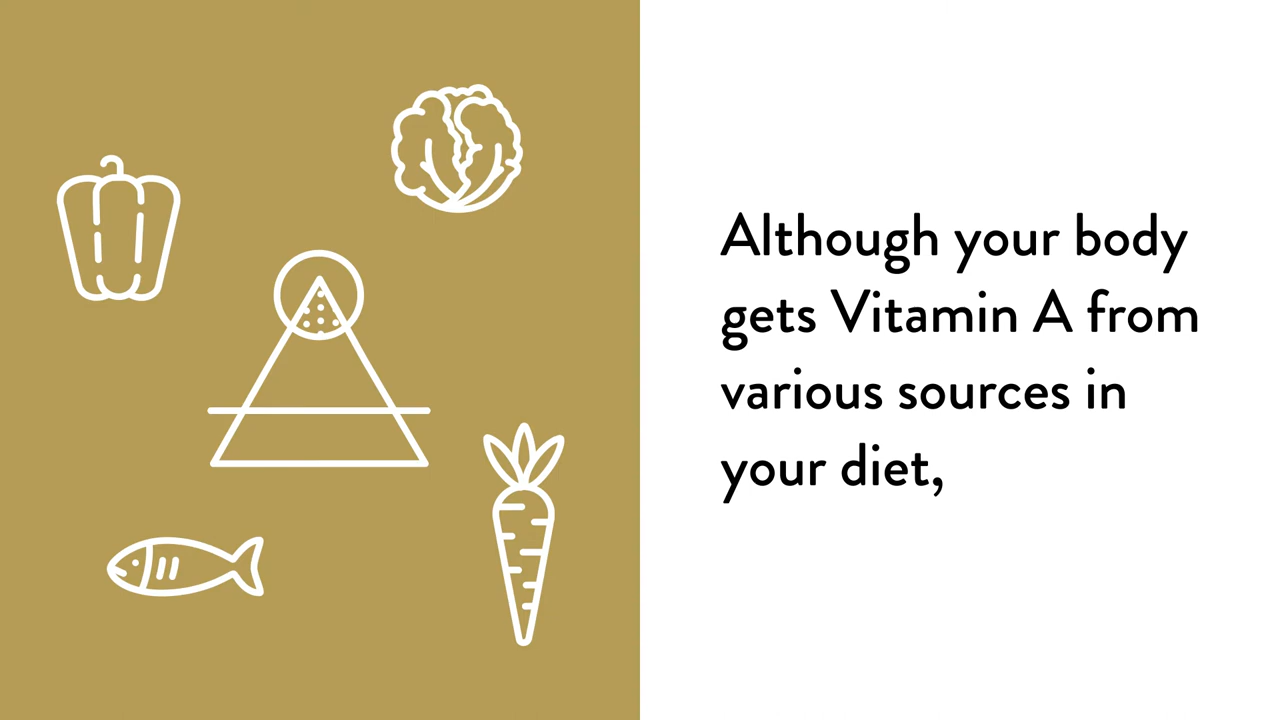 Although your body
gets Vitamin A from
various sources in
your diet,